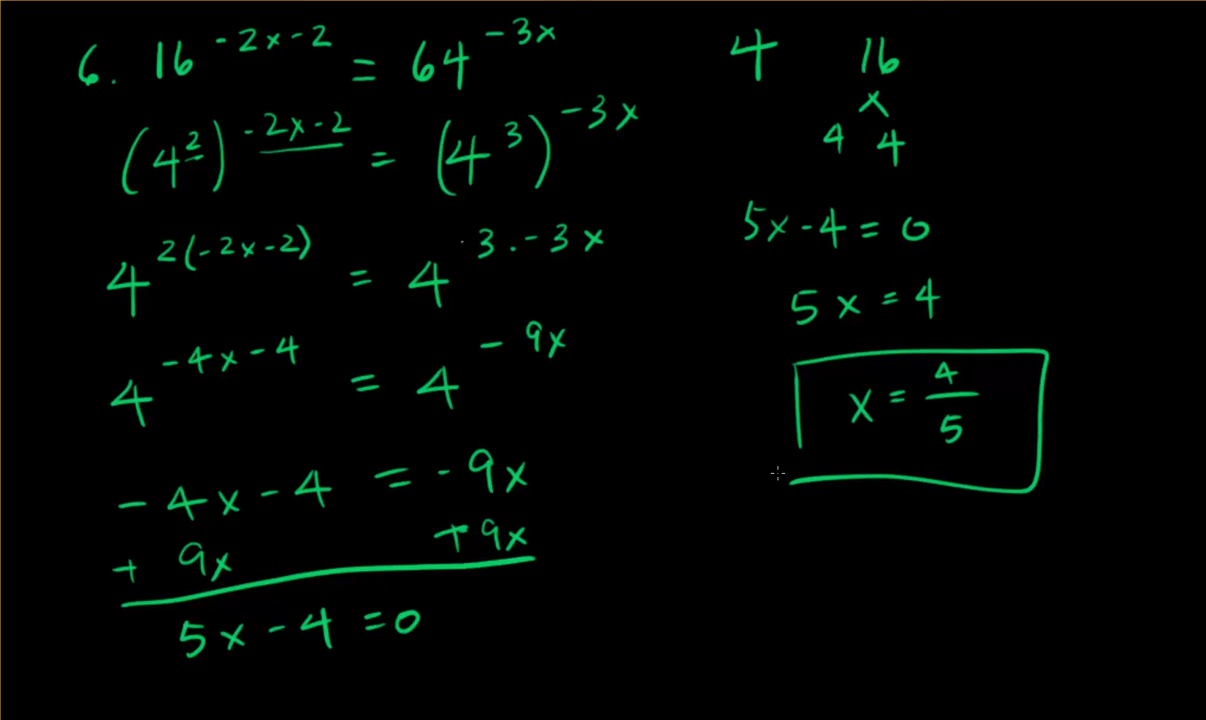 6. 16^{-2x-2} = 64^{-3x}
(4^{2})^{-2x-2} = (4^{3})^{-3x}
4^{2(-2x-2)} = 4^{3·-3x}
4^{-4x-4} = 4^{-9x}
-4x-4 = -9x
+ 9x +9x
5x-4=0
4 16
4 4
5x-4=0
5x=4
x = 4/5